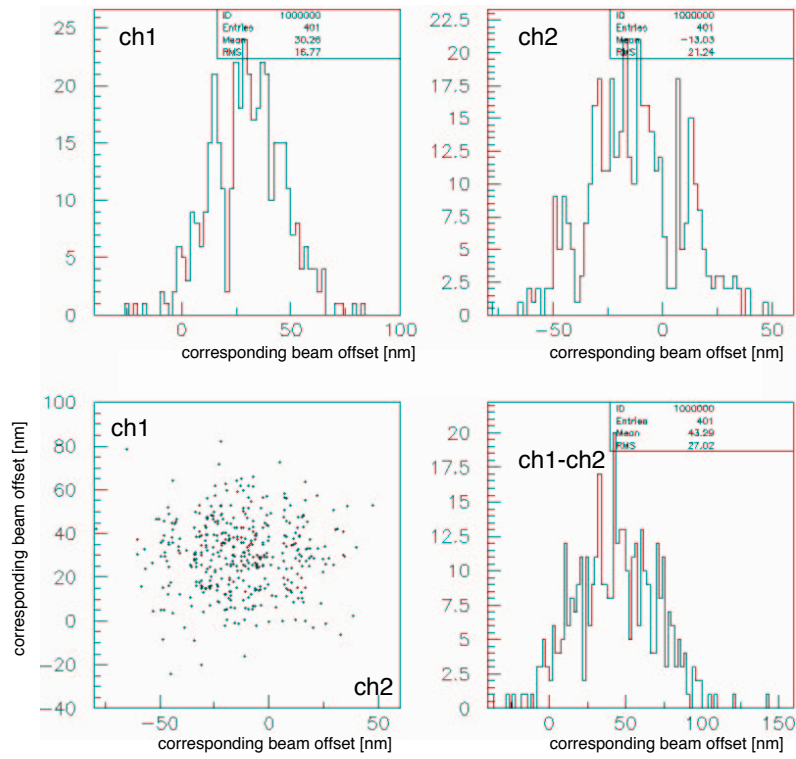 ch1
ID 1000000
Entries 401
Mean 30.26
RMS 16.77
25
20
15
10
5
0
0 50 100
corresponding beam offset [nm]
ch2
ID 1000000
Entries 401
Mean -13.03
RMS 21.24
22.5
20
17.5
15
12.5
10
7.5
5
2.5
0
-50 0 50
corresponding beam offset [nm]
corresponding beam offset [nm]
ch1
100
80
60
40
20
0
-20
-40
ch2
-50 0 50
corresponding beam offset [nm]
ch1-ch2
ID 1000000
Entries 401
Mean 43.29
RMS 27.02
20
17.5
15
12.5
10
7.5
5
2.5
0
0 50 100 150
corresponding beam offset [nm]